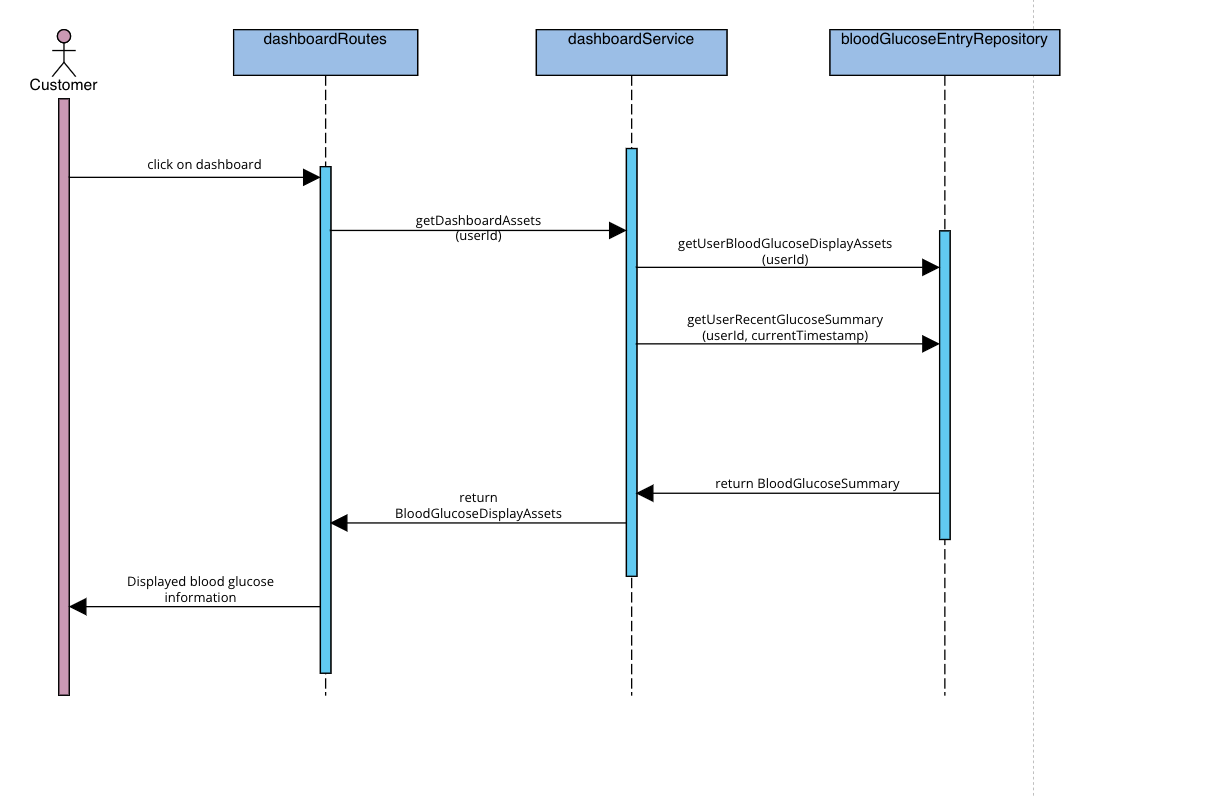 dashboardRoutes
dashboardService
bloodGlucoseEntryRepository
Customer
click on dashboard
getDashboardAssets
(userId)
getUserBloodGlucoseDisplayAssets
(userId)
getUserRecentGlucoseSummary
(userId, currentTimestamp)
return BloodGlucoseSummary
return
BloodGlucoseDisplayAssets
Displayed blood glucose
information